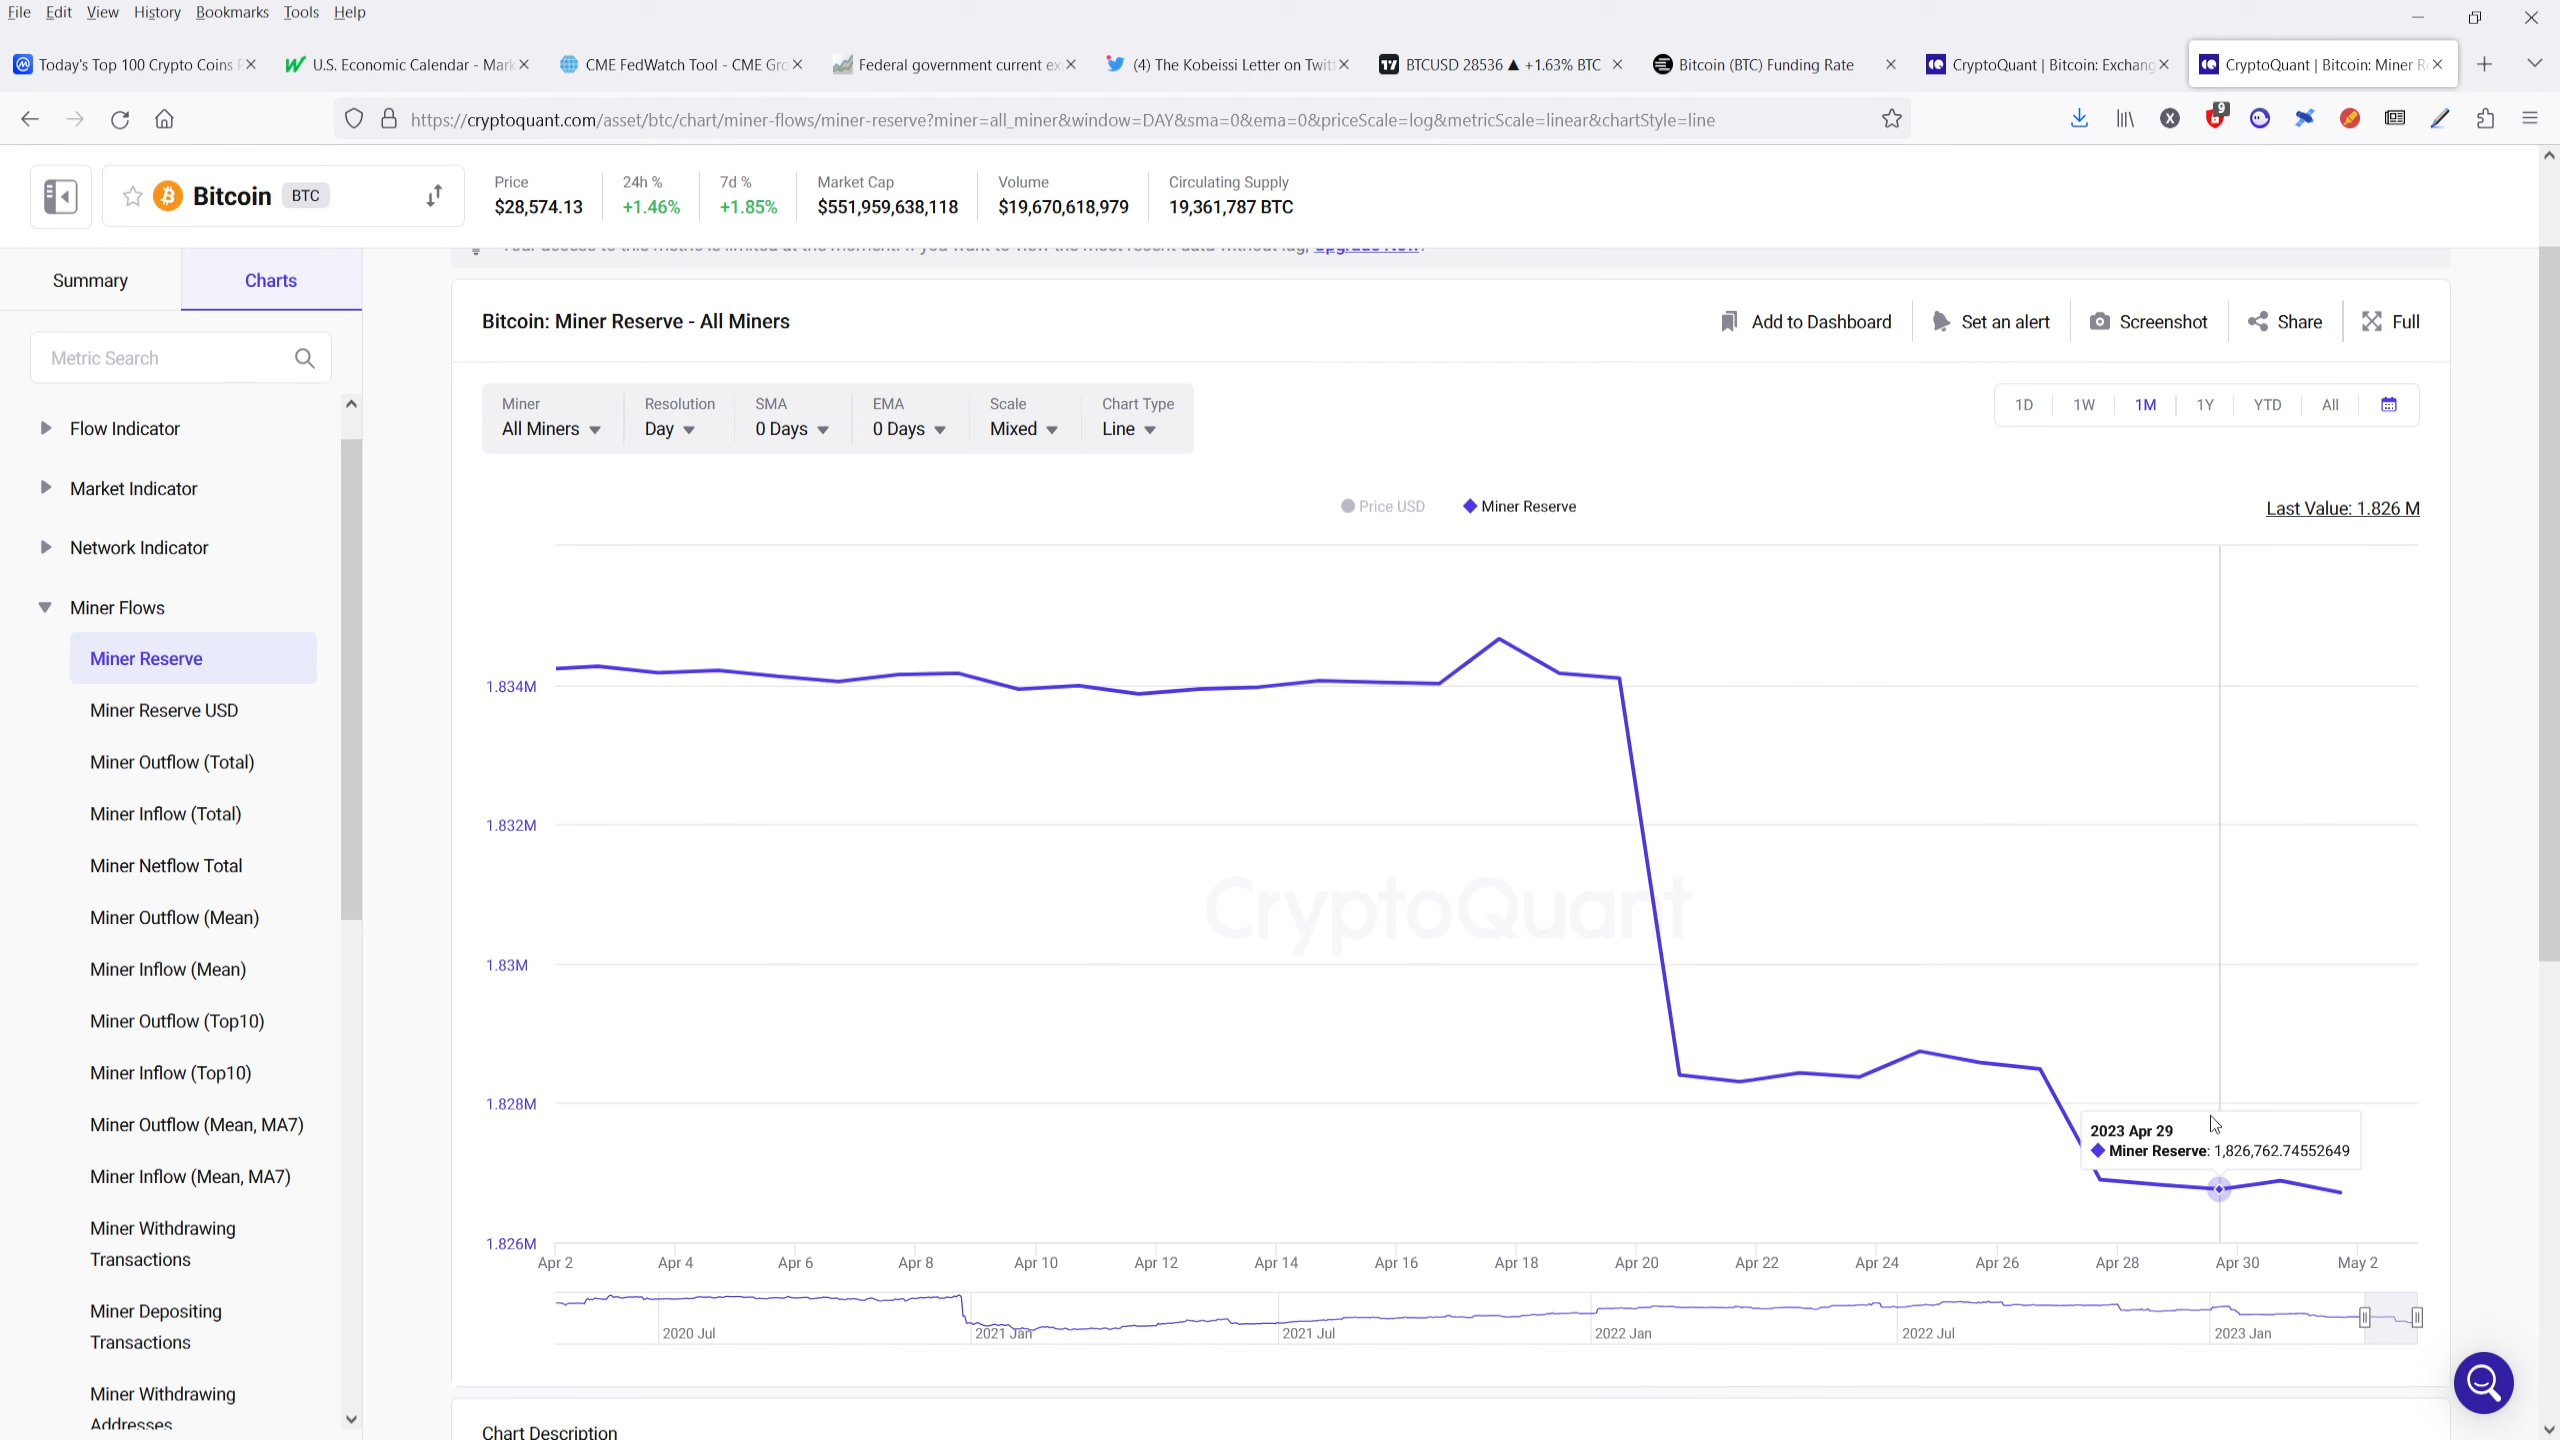 File Edit View History Bookmarks Tools Help
Today's Top 100 Crypto Coins
U.S. Economic Calendar - Mark
CME FedWatch Tool - CME Gro
Federal government current ex
(4) The Kobeissi Letter on Twitt
BTCUSD 28536 ▲ +1.63% BTC
Bitcoin (BTC) Funding Rate
CryptoQuant | Bitcoin: Exchang
CryptoQuant | Bitcoin: Miner R
https://cryptoquant.com/asset/btc/chart/miner-flows/miner-reserve?miner=all_miner&window=DAY&sma=0&ema=0&priceScale=log&metricScale=linear&chartStyle=line
9
Bitcoin BTC
Price
$28,574.13
24h %
+1.46%
7d %
+1.85%
Market Cap
$551,959,638,118
Volume
$19,670,618,979
Circulating Supply
19,361,787 BTC
Summary
Charts
Metric Search
Flow Indicator
Market Indicator
Network Indicator
Miner Flows
Miner Reserve
Miner Reserve USD
Miner Outflow (Total)
Miner Inflow (Total)
Miner Netflow Total
Miner Outflow (Mean)
Miner Inflow (Mean)
Miner Outflow (Top10)
Miner Inflow (Top10)
Miner Outflow (Mean, MA7)
Miner Inflow (Mean, MA7)
Miner Withdrawing
Transactions
Miner Depositing
Transactions
Miner Withdrawing
Addresses
Bitcoin: Miner Reserve - All Miners
Add to Dashboard
Set an alert
Screenshot
Share
Full
Miner
All Miners
Resolution
Day
SMA
0 Days
EMA
0 Days
Scale
Mixed
Chart Type
Line
1D 1W 1M 1Y YTD All
Price USD
Miner Reserve
Last Value: 1.826 M
1.834M
1.832M
1.83M
1.828M
1.826M
CryptoQuant
2023 Apr 29
Miner Reserve: 1,826,762.74552649
Apr 2 Apr 4 Apr 6 Apr 8 Apr 10 Apr 12 Apr 14 Apr 16 Apr 18 Apr 20 Apr 22 Apr 24 Apr 26 Apr 28 Apr 30 May 2
2020 Jul 2021 Jan 2021 Jul 2022 Jan 2022 Jul 2023 Jan
Chart Description